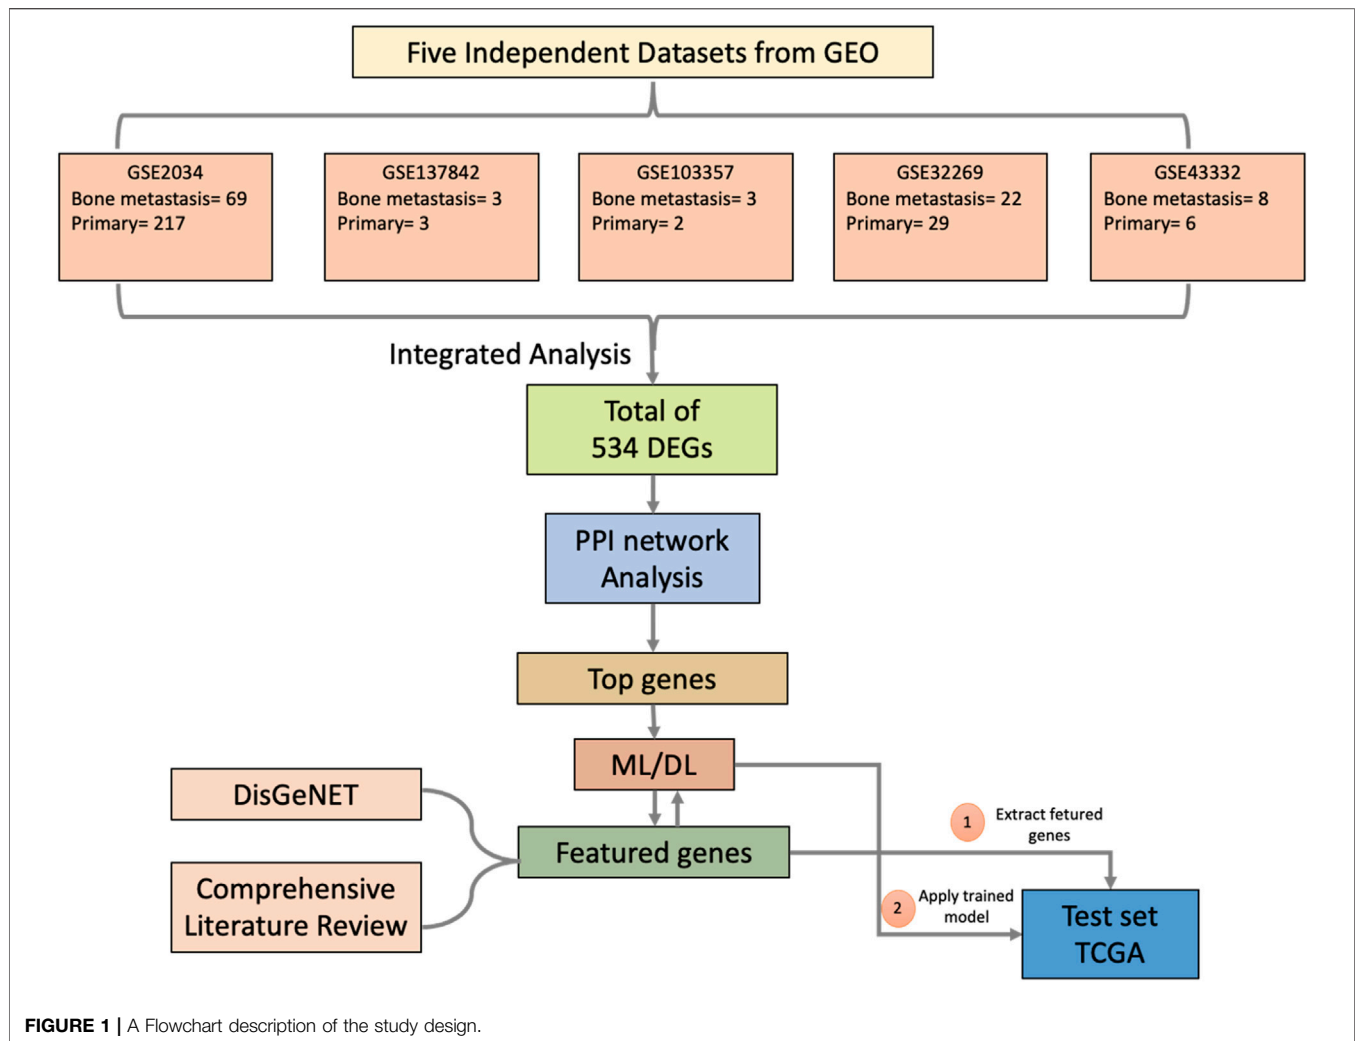 Five Independent Datasets from GEO
GSE2034
Bone metastasis= 69
Primary= 217
GSE137842
Bone metastasis= 3
Primary= 3
GSE103357
Bone metastasis= 3
Primary= 2
GSE32269
Bone metastasis= 22
Primary= 29
GSE43332
Bone metastasis= 8
Primary= 6
Integrated Analysis
Total of
534 DEGs
PPI network
Analysis
Top genes
ML/DL
DisGeNET
Comprehensive
Literature Review
Featured genes
1
Extract fetured
genes
2
Apply trained
model
Test set
TCGA
FIGURE 1 | A Flowchart description of the study design.